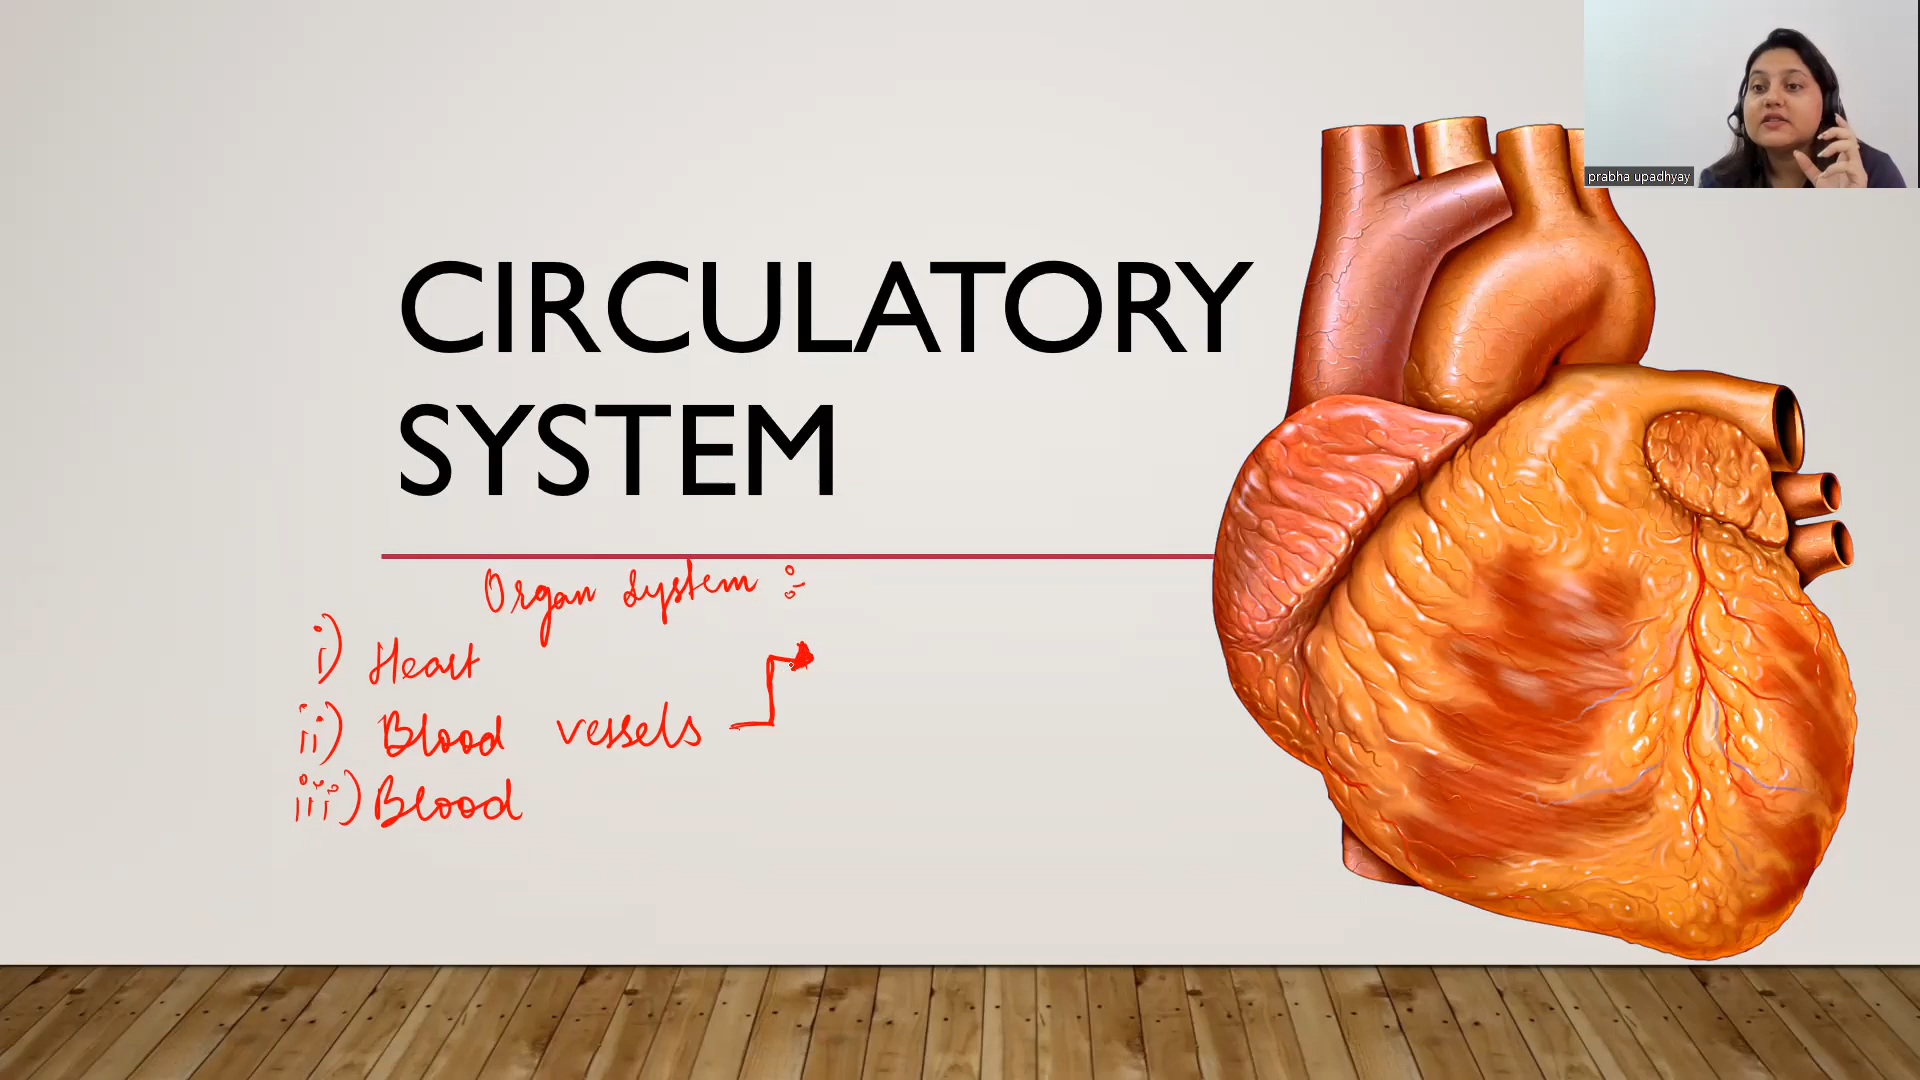 CIRCULATORY
SYSTEM
Organ System :-
i) Heart
ii) Blood vessels
iii) Blood
prabha upadhyay